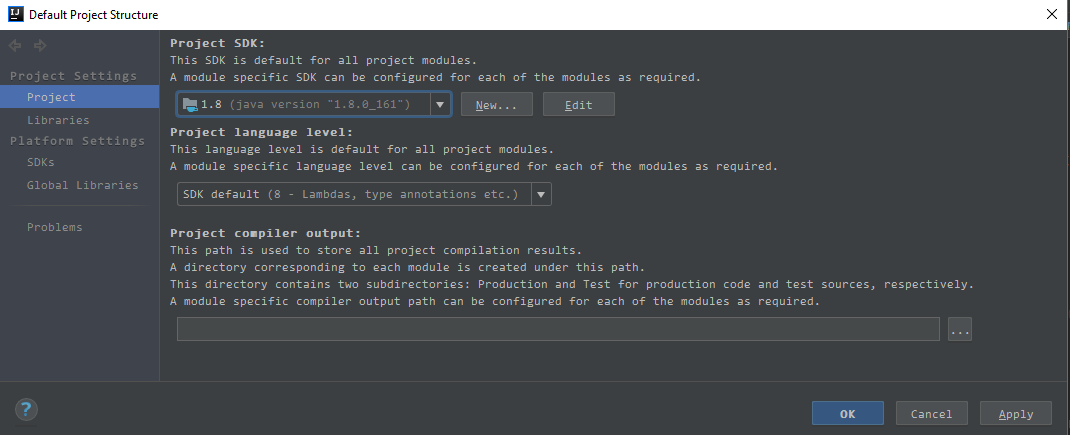 IJ Default Project Structure
Project Settings
Project
Libraries
Platform Settings
SDKs
Global Libraries
Problems
Project SDK:
This SDK is default for all project modules.
A module specific SDK can be configured for each of the modules as required.
1.8 (java version "1.8.0_161")
New...
Edit
Project language level:
This language level is default for all project modules.
A module specific language level can be configured for each of the modules as required.
SDK default (8 - Lambdas, type annotations etc.)
Project compiler output:
This path is used to store all project compilation results.
A directory corresponding to each module is created under this path.
This directory contains two subdirectories: Production and Test for production code and test sources, respectively.
A module specific compiler output path can be configured for each of the modules as required.
...
?
OK
Cancel
Apply